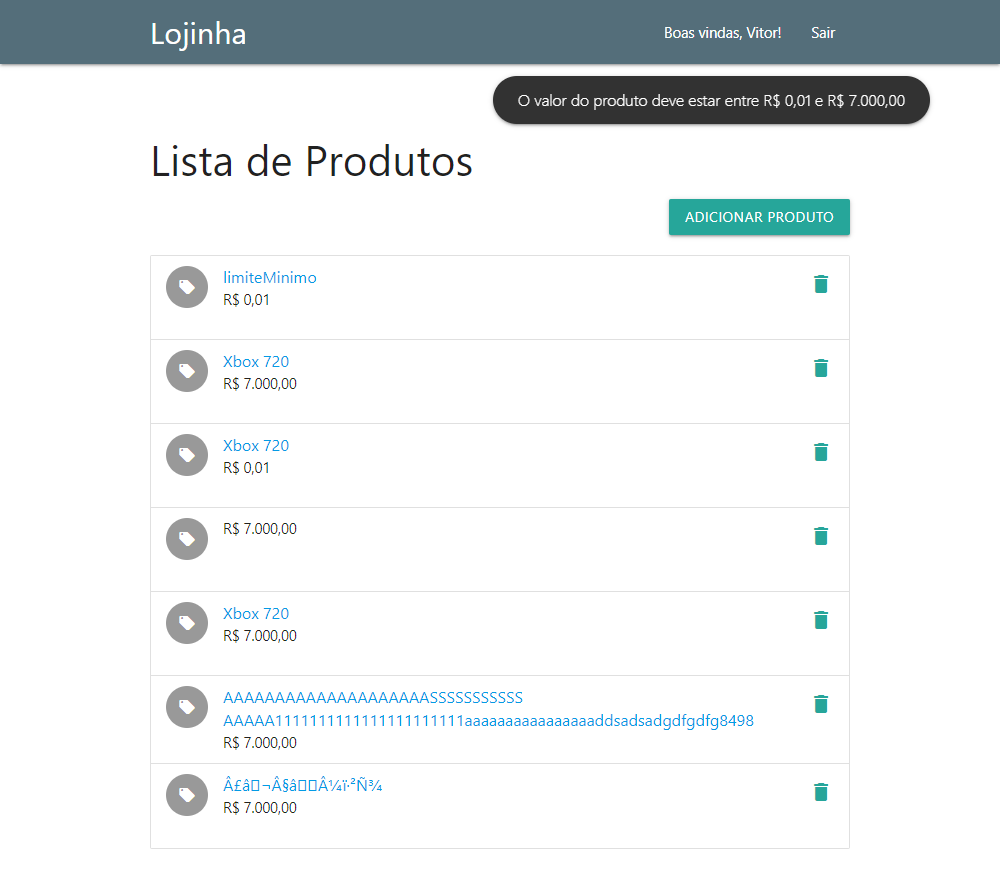 Lojinha
Boas vindas, Vitor!
Sair
O valor do produto deve estar entre R$ 0,01 e R$ 7.000,00
Lista de Produtos
ADICIONAR PRODUTO
limiteMinimo
R$ 0,01
Xbox 720
R$ 7.000,00
Xbox 720
R$ 0,01
R$ 7.000,00
Xbox 720
R$ 7.000,00
AAAAAAAAAAAAAAAAAAAASSSSSSSSSSS
AAAAA1111111111111111111111aaaaaaaaaaaaaaaaddsadsadgdfgdfg8498
R$ 7.000,00
Â£â▯¬Â§â▯▯Â¼ï·²Ñ¾
R$ 7.000,00